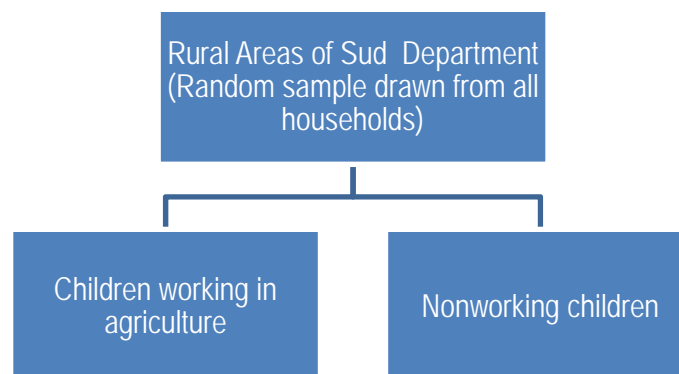 Rural Areas of Sud Department
(Random sample drawn from all
households)
Children working in
agriculture
Nonworking children